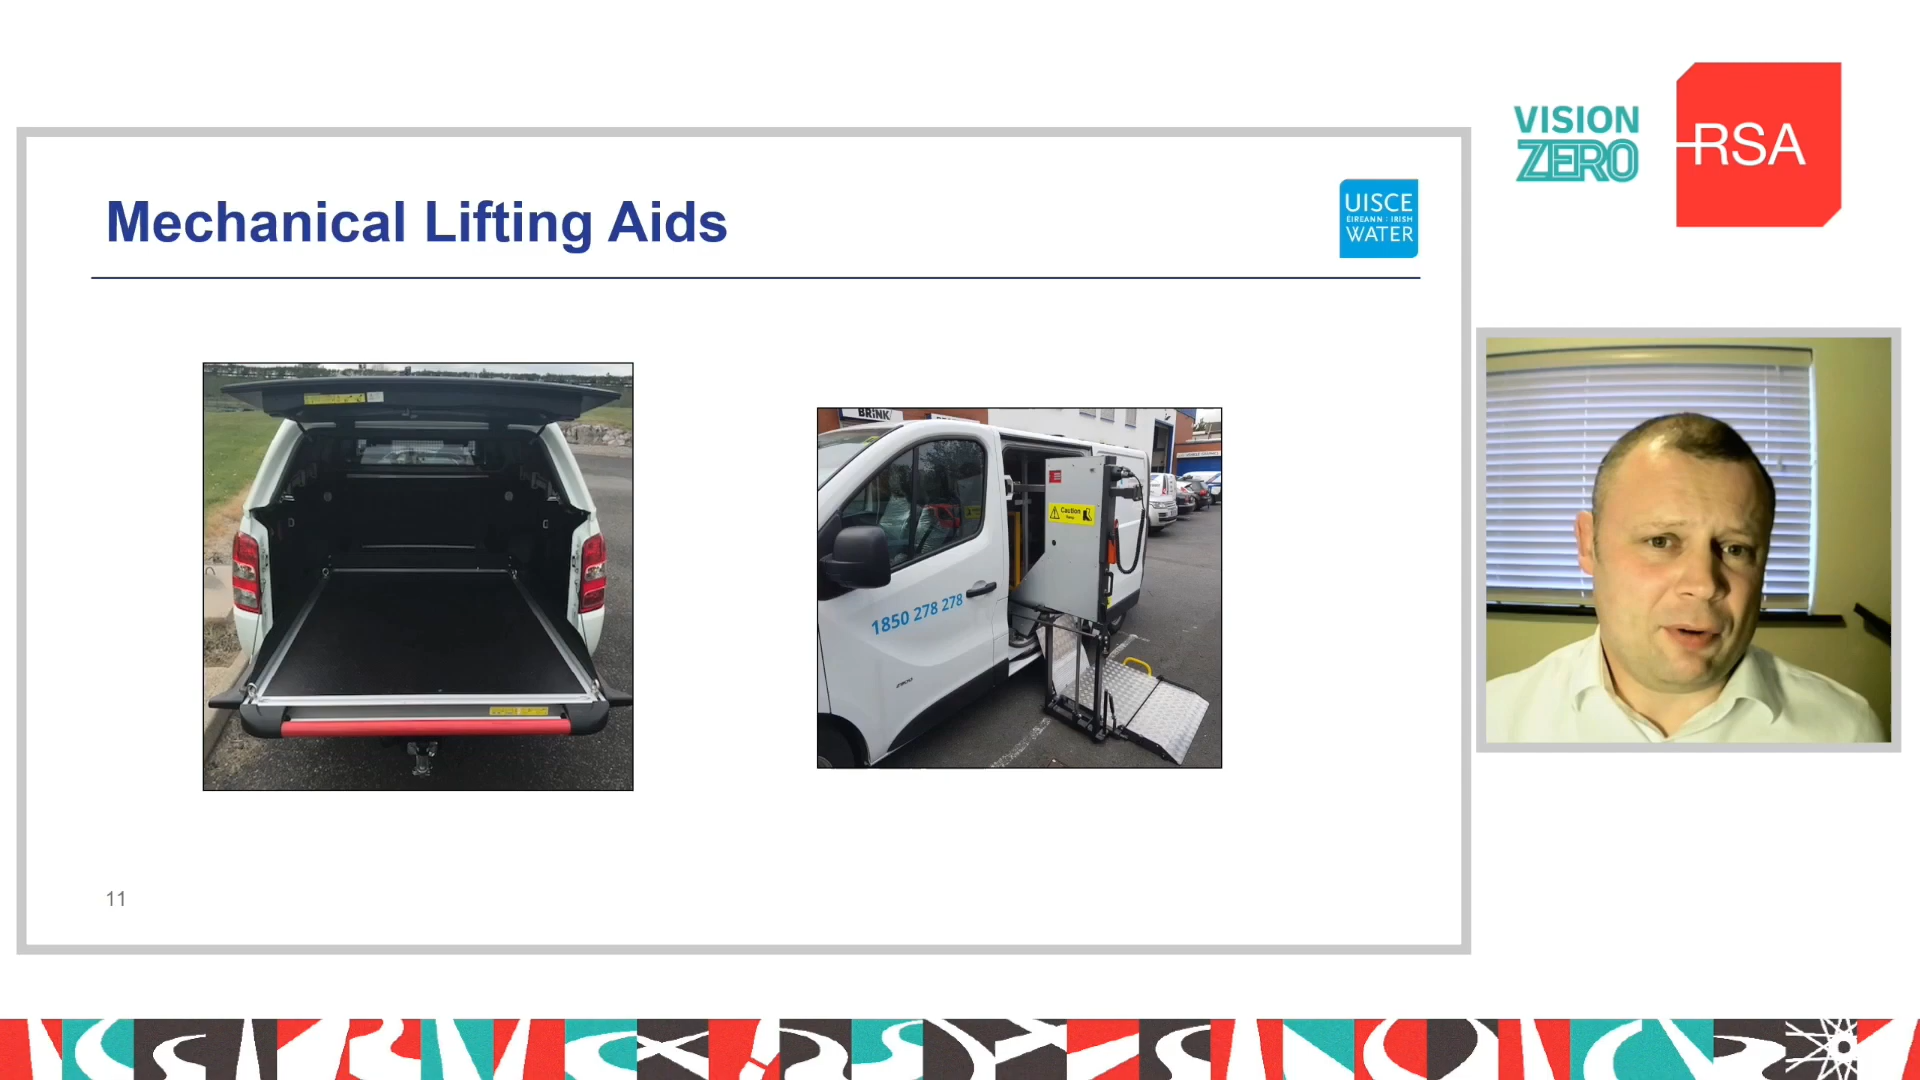 VISION
ZERO
RSA
Mechanical Lifting Aids
UISCE
ÉIREANN : IRISH
WATER
BRINK
Caution
1850 278 278
11